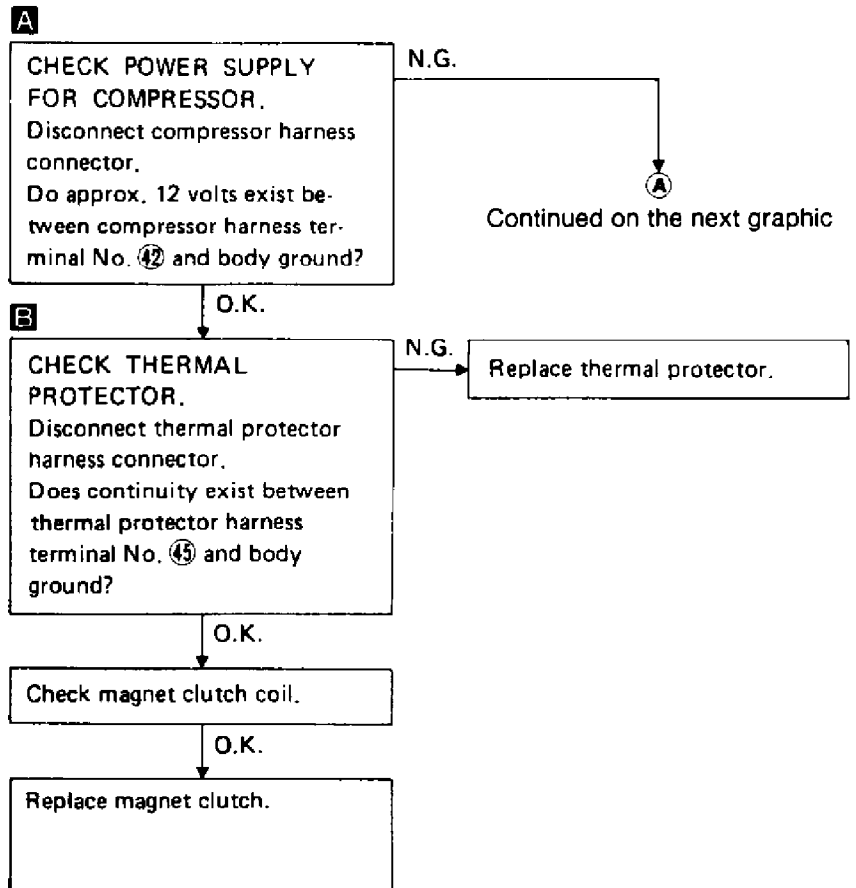 A
CHECK POWER SUPPLY
FOR COMPRESSOR.
Disconnect compressor harness
connector.
Do approx. 12 volts exist be-
tween compressor harness ter-
minal No. 42 and body ground?
N.G.
A
Continued on the next graphic
O.K.
B
CHECK THERMAL
PROTECTOR.
Disconnect thermal protector
harness connector.
Does continuity exist between
thermal protector harness
terminal No. 45 and body
ground?
N.G.
Replace thermal protector.
O.K.
Check magnet clutch coil.
O.K.
Replace magnet clutch.